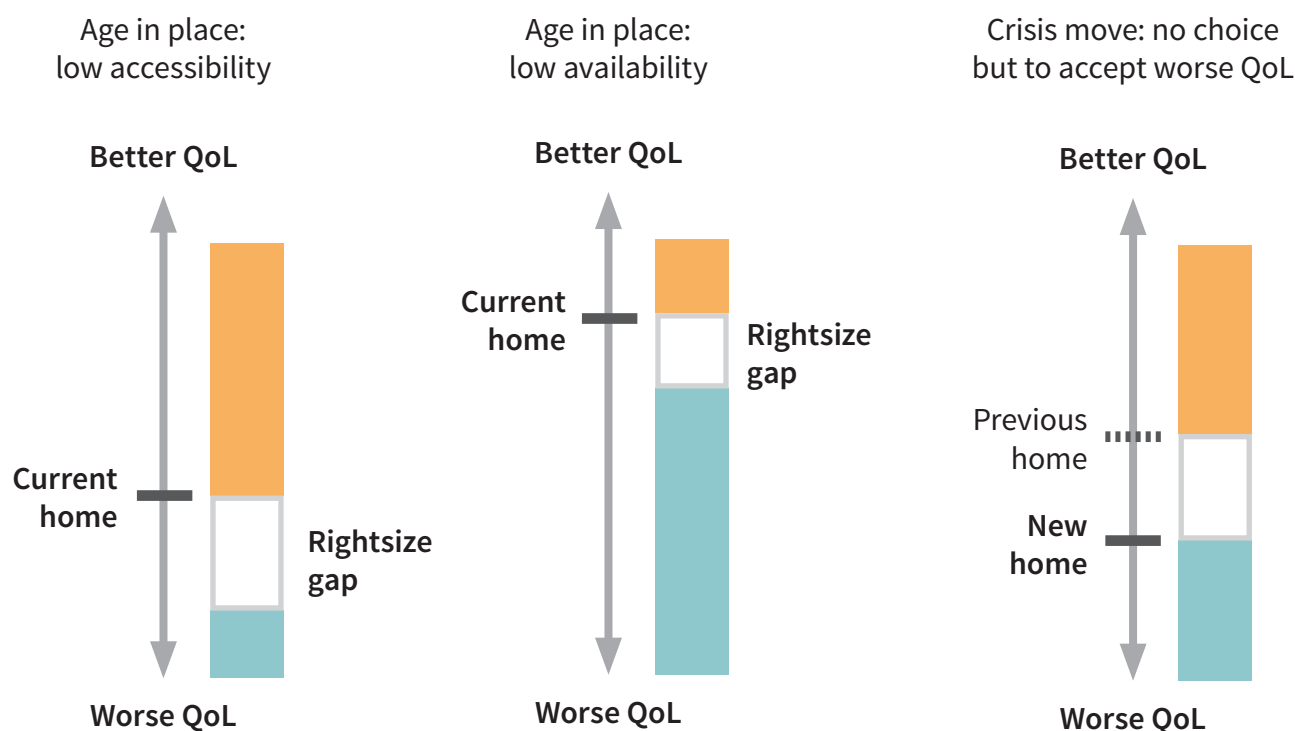 Age in place:
low accessibility
Better QoL
Current
home
Rightsize
gap
Worse QoL
Age in place:
low availability
Better QoL
Current
home
Rightsize
gap
Worse QoL
Crisis move: no choice
but to accept worse QoL
Better QoL
Previous
home
New
home
Worse QoL